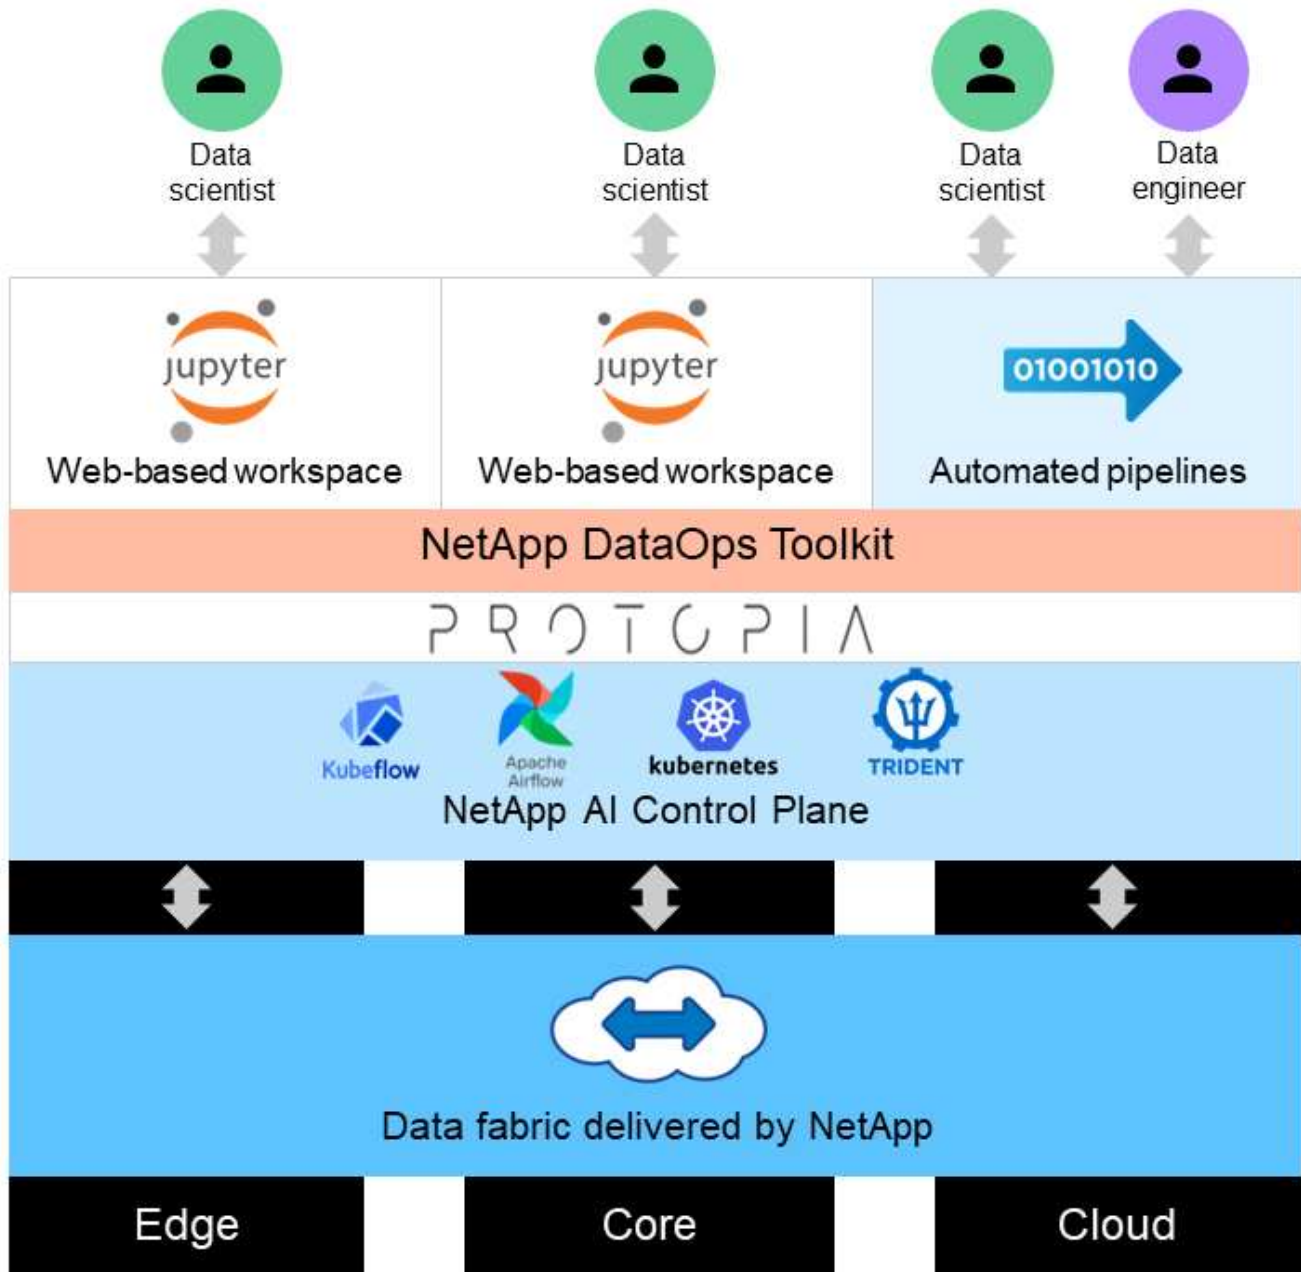 Data
scientist
Data
scientist
Data
scientist
Data
engineer
jupyter
Web-based workspace
jupyter
Web-based workspace
01001010
Automated pipelines
NetApp DataOps Toolkit
PROTOPIA
Kubeflow
Apache
Airflow
kubernetes
TRIDENT
NetApp AI Control Plane
Data fabric delivered by NetApp
Edge
Core
Cloud